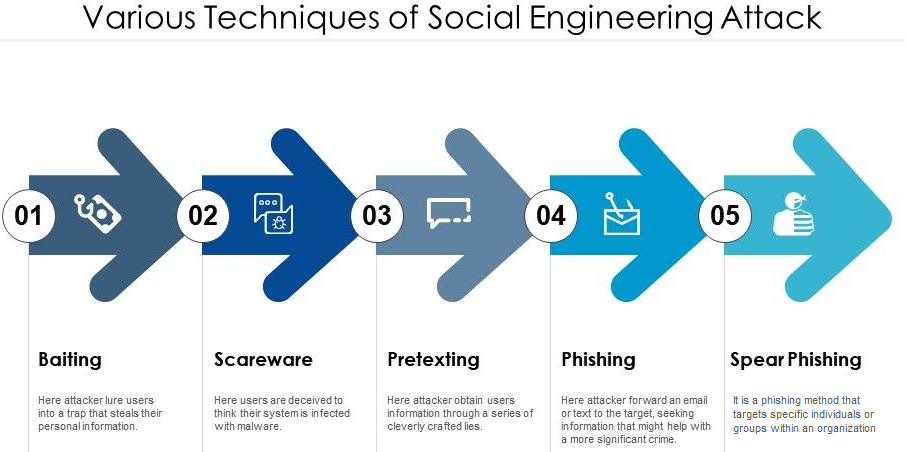 Various Techniques of Social Engineering Attack
01
02
03
04
05
Baiting
Here attacker lure users
into a trap that steals their
personal information.
Scareware
Here users are deceived to
think their system is infected
with malware.
Pretexting
Here attacker obtain users
information through a series of
cleverly crafted lies.
Phishing
Here attacker forward an email
or text to the target, seeking
information that might help with
a more significant crime.
Spear Phishing
It is a phishing method that
targets specific individuals or
groups within an organization